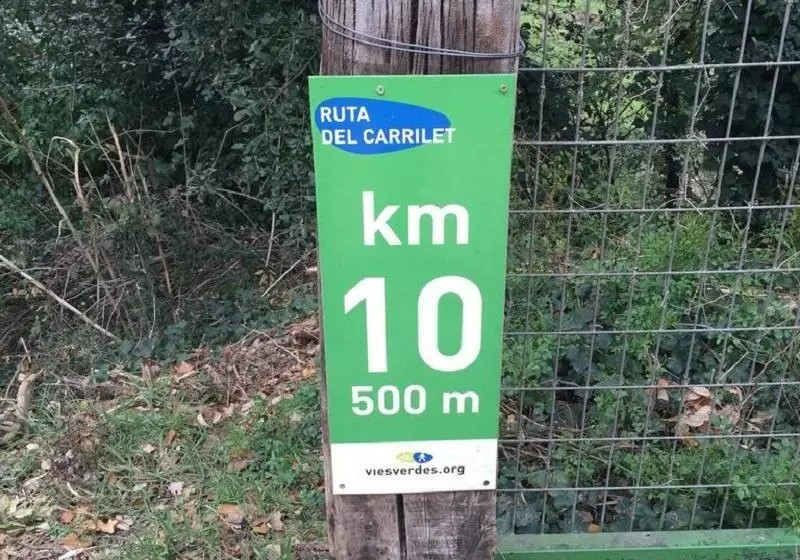 RUTA
DEL CARRILET
km
10
500 m
viesverdes.org